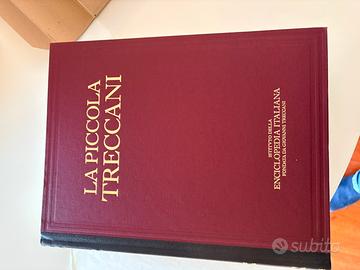 LA PICCOLA
TRECCANI
ISTITUTO DELLA
ENCICLOPEDIA ITALIANA
FONDATA DA GIOVANNI TRECCANI
subito